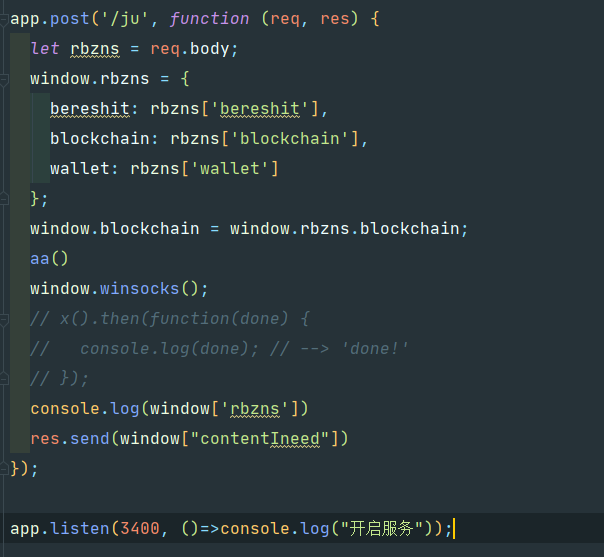 app.post('/ju', function (req, res) {
  let rbzns = req.body;
  window.rbzns = {
    bereshit: rbzns['bereshit'],
    blockchain: rbzns['blockchain'],
    wallet: rbzns['wallet']
  };
  window.blockchain = window.rbzns.blockchain;
  aa()
  window.winsocks();
  // x().then(function(done) {
  //   console.log(done); // --> 'done!'
  // });
  console.log(window['rbzns'])
  res.send(window["contentIneed"])
});
app.listen(3400, ()=>console.log("开启服务"));